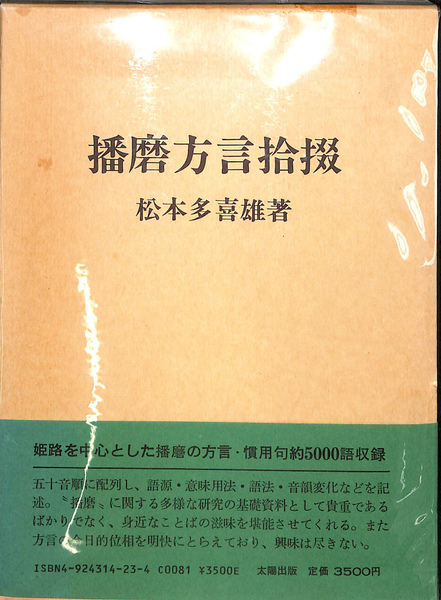 播磨方言拾掇
松本多喜雄著
姫路を中心とした播磨の方言・慣用句約5000語収録
五十音順に配列し、語源・意味用法・語法・音韻変化などを記
述。〝播磨〟に関する多様な研究の基礎資料として貴重である
ばかりでなく、身近なことばの滋味を堪能させてくれる。また
方言の今日的位相を明快にとらえており、興味は尽きない。
ISBN4-924314-23-4 C0081 ¥3500E 太陽出版 定価 3500円